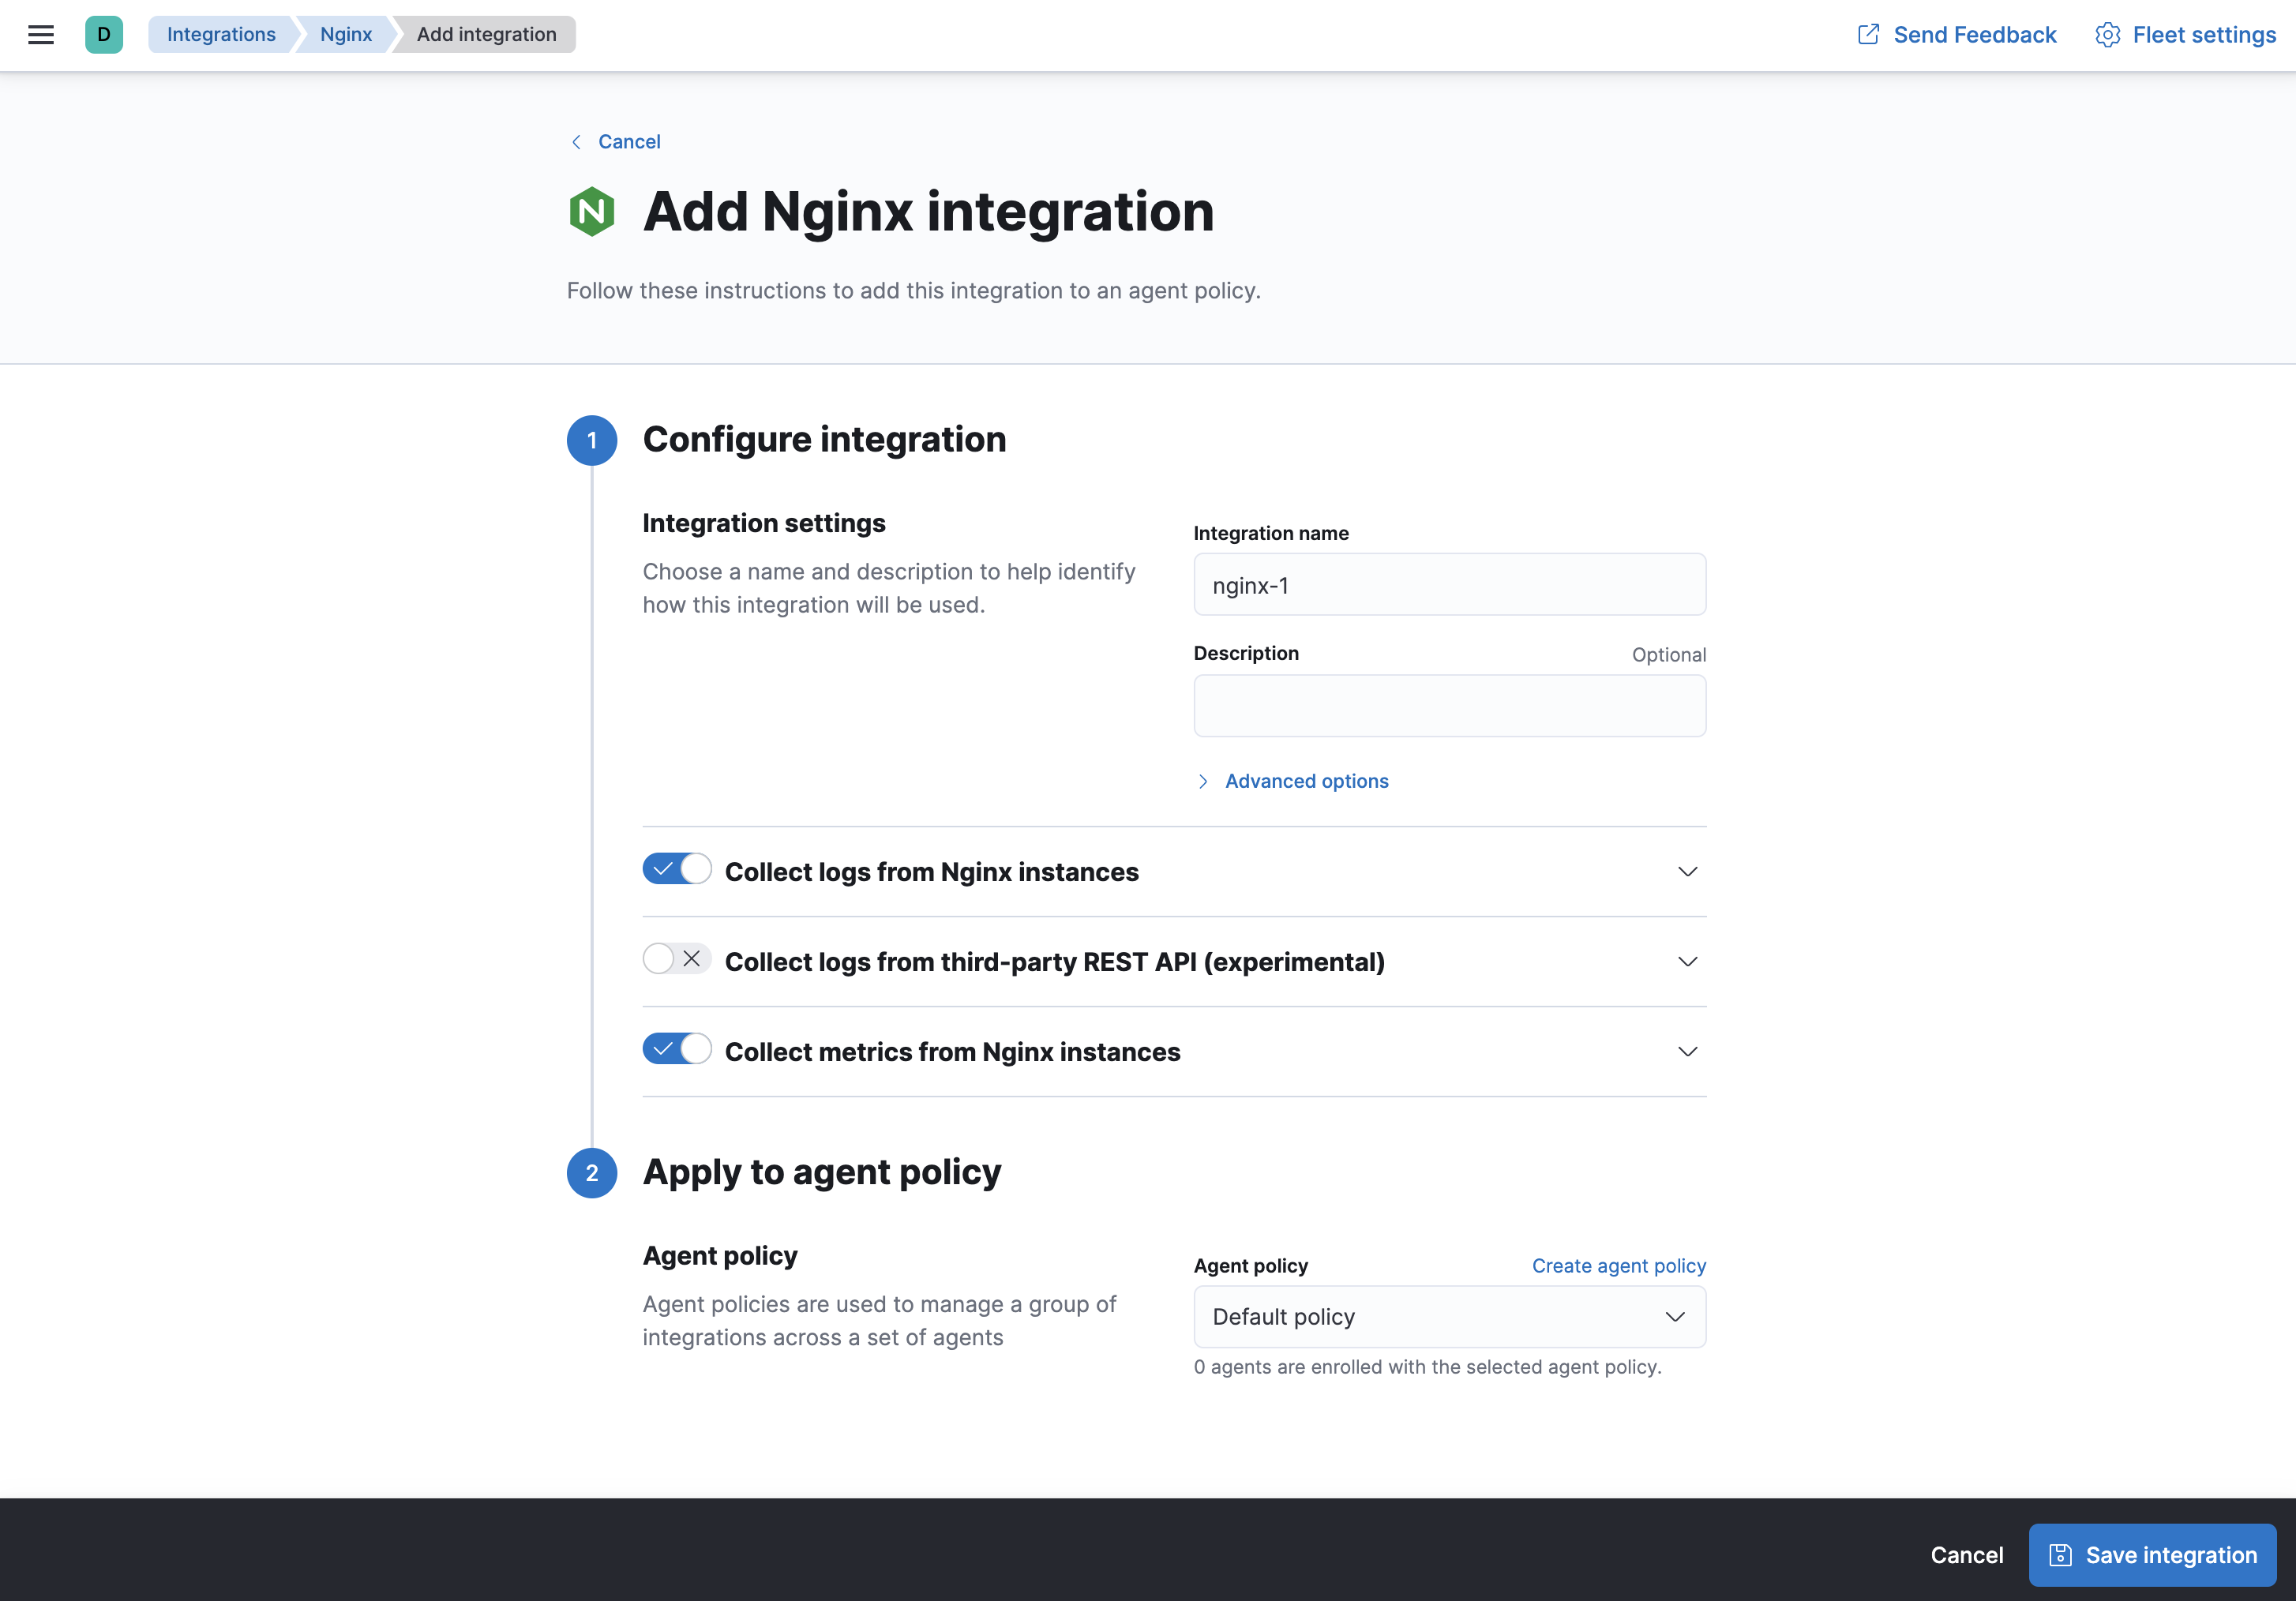 D
Integrations
Nginx
Add integration
Send Feedback
Fleet settings
Cancel
N
Add Nginx integration
Follow these instructions to add this integration to an agent policy.
1
Configure integration
Integration settings
Choose a name and description to help identify
how this integration will be used.
Integration name
nginx-1
Description
Optional
Advanced options
Collect logs from Nginx instances
Collect logs from third-party REST API (experimental)
Collect metrics from Nginx instances
2
Apply to agent policy
Agent policy
Agent policies are used to manage a group of
integrations across a set of agents
Agent policy
Create agent policy
Default policy
0 agents are enrolled with the selected agent policy.
Cancel
Save integration